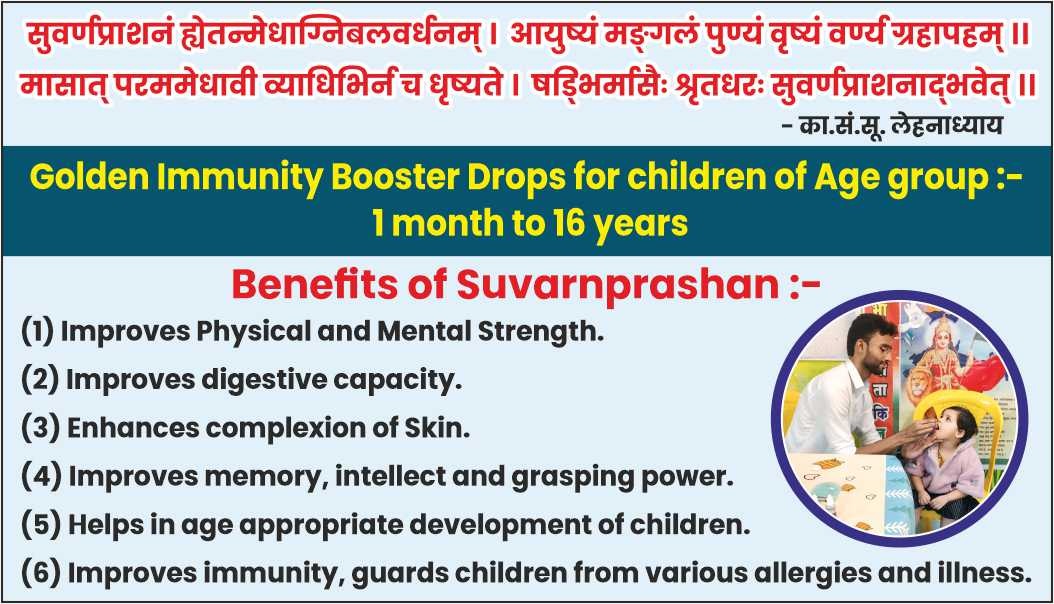 सुवर्णप्राशनं ह्येतन्मेधाग्निबलवर्धनम् । आयुष्यं मङ्गलं पुण्यं वृष्यं वर्ण्य ग्रहापहम् ।।
मासात् परममेधावी व्याधिभिर्न च धृष्यते । षड्भिर्मासैः श्रृतधरः सुवर्णप्राशनाद्भवेत् ।।
- का.सं.सू. लेहनाध्याय
Golden Immunity Booster Drops for children of Age group :-
1 month to 16 years
Benefits of Suvarnprashan :-
(1) Improves Physical and Mental Strength.
(2) Improves digestive capacity.
(3) Enhances complexion of Skin.
(4) Improves memory, intellect and grasping power.
(5) Helps in age appropriate development of children.
(6) Improves immunity, guards children from various allergies and illness.